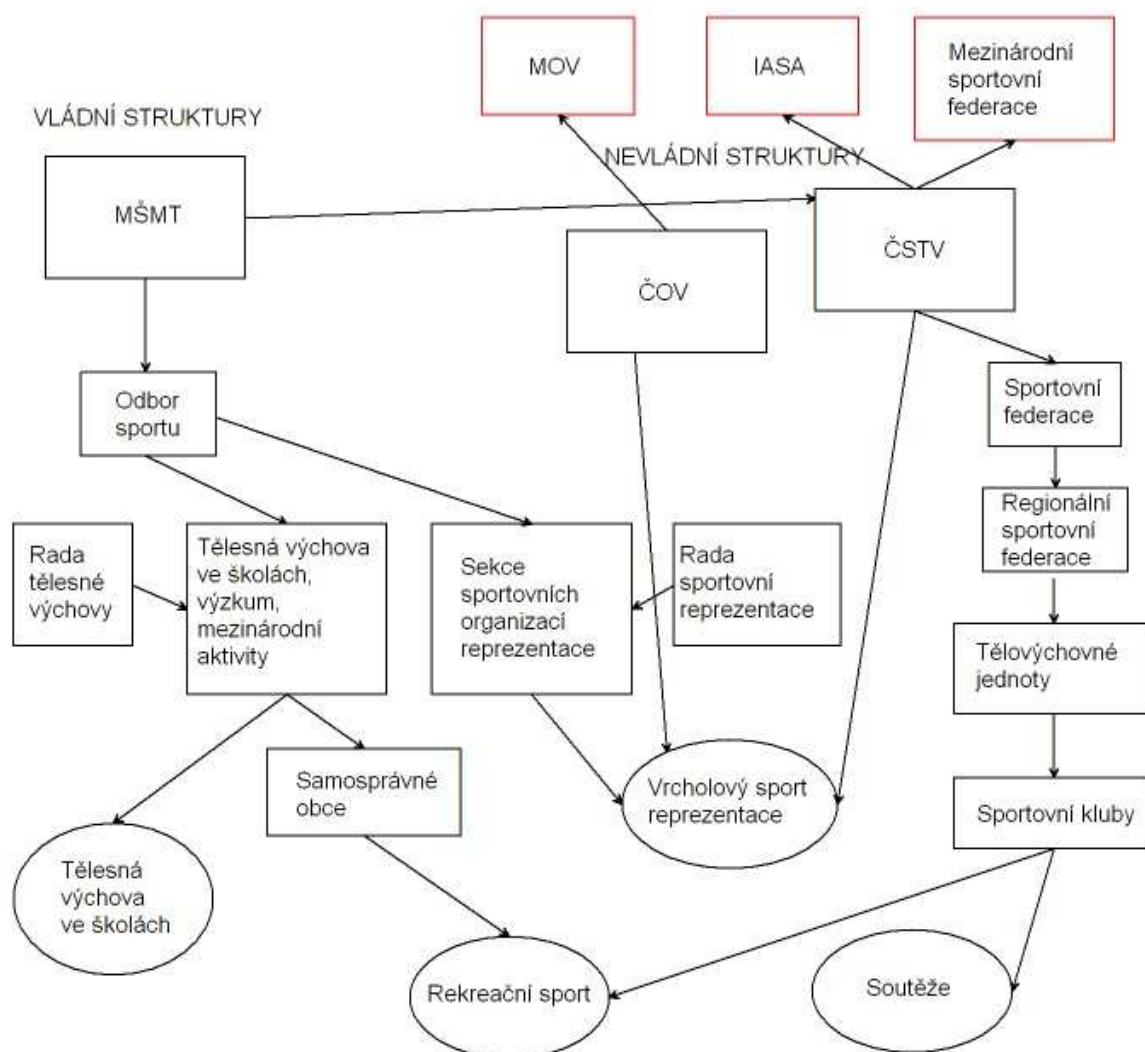 MOV
IASA
Mezinárodní
sportovní
federace
VLÁDNÍ STRUKTURY
NEVLÁDNÍ STRUKTURY
MŠMT
ČOV
ČSTV
Odbor
sportu
Sportovní
federace
Regionální
sportovní
federace
Rada
tělesné
výchovy
Tělesná výchova
ve školách,
výzkum,
mezinárodní
aktivity
Sekce
sportovních
organizací
reprezentace
Rada
sportovní
reprezentace
Tělovýchovné
jednoty
Samosprávné
obce
Vrcholový sport
reprezentace
Sportovní kluby
Tělesná
výchova
ve školách
Rekreační sport
Soutěže